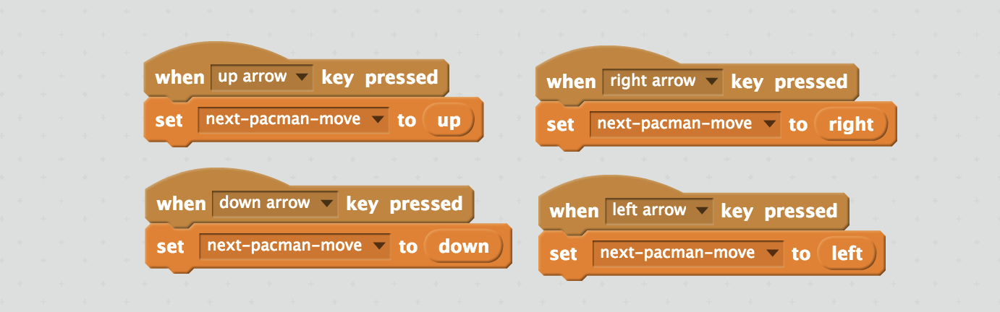 when up arrow key pressed
set next-pacman-move to up
when right arrow key pressed
set next-pacman-move to right
when down arrow key pressed
set next-pacman-move to down
when left arrow key pressed
set next-pacman-move to left